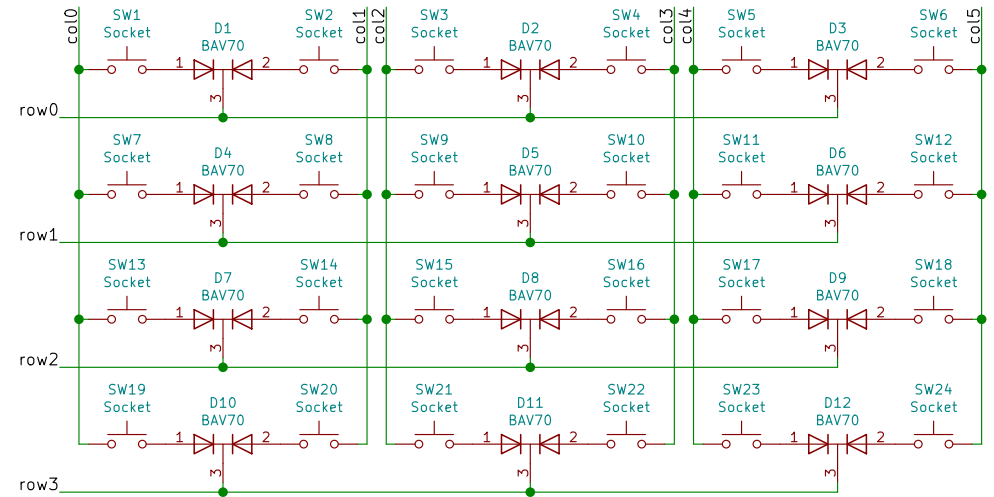 col0
SW1
Socket
D1
BAV70
SW2
Socket
col1
col2
SW3
Socket
D2
BAV70
SW4
Socket
col3
col4
SW5
Socket
D3
BAV70
SW6
Socket
col5
1 2 1 2 1 2
3 3 3
row0
SW7
Socket
D4
BAV70
SW8
Socket
SW9
Socket
D5
BAV70
SW10
Socket
SW11
Socket
D6
BAV70
SW12
Socket
1 2 1 2 1 2
3 3 3
row1
SW13
Socket
D7
BAV70
SW14
Socket
SW15
Socket
D8
BAV70
SW16
Socket
SW17
Socket
D9
BAV70
SW18
Socket
1 2 1 2 1 2
3 3 3
row2
SW19
Socket
D10
BAV70
SW20
Socket
SW21
Socket
D11
BAV70
SW22
Socket
SW23
Socket
D12
BAV70
SW24
Socket
1 2 1 2 1 2
3 3 3
row3